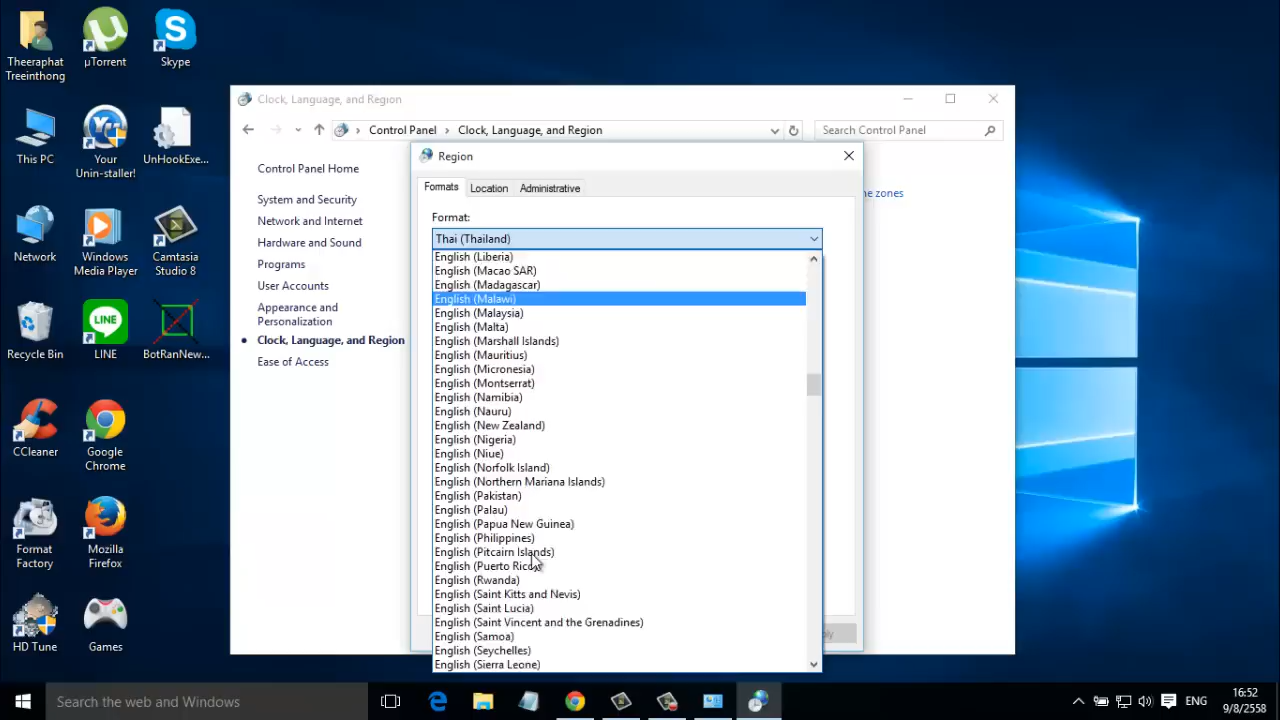 Theeraphat
Treeinthong
µTorrent
Skype
This PC
Your
Unin-staller!
UnHookExe...
Network
Windows
Media Player
Camtasia
Studio 8
Recycle Bin
LINE
LINE
BotRanNew...
CCleaner
Google
Chrome
Format
Factory
Mozilla
Firefox
HD Tune
Games
Clock, Language, and Region
Control Panel
Clock, Language, and Region
Search Control Panel
Control Panel Home
System and Security
Network and Internet
Hardware and Sound
Programs
User Accounts
Appearance and
Personalization
Clock, Language, and Region
Ease of Access
ne zones
Region
Formats
Location
Administrative
Format:
Thai (Thailand)
English (Liberia)
English (Macao SAR)
English (Madagascar)
English (Malawi)
English (Malaysia)
English (Malta)
English (Marshall Islands)
English (Mauritius)
English (Micronesia)
English (Montserrat)
English (Namibia)
English (Nauru)
English (New Zealand)
English (Nigeria)
English (Niue)
English (Norfolk Island)
English (Northern Mariana Islands)
English (Pakistan)
English (Palau)
English (Papua New Guinea)
English (Philippines)
English (Pitcairn Islands)
English (Puerto Rico)
English (Rwanda)
English (Saint Kitts and Nevis)
English (Saint Lucia)
English (Saint Vincent and the Grenadines)
English (Samoa)
English (Seychelles)
English (Sierra Leone)
Search the web and Windows
ENG
16:52
9/8/2558